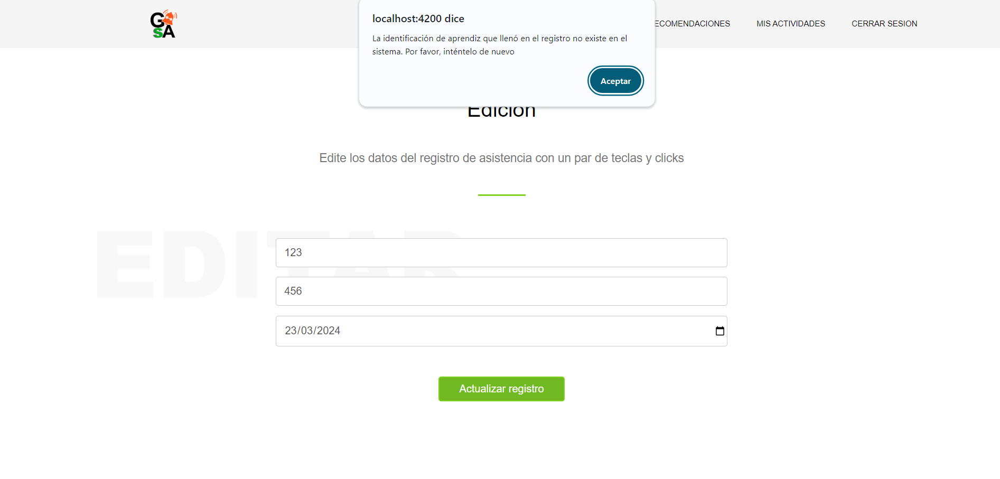 GASA
localhost:4200 dice
La identificación de aprendiz que llenó en el registro no existe en el
sistema. Por favor, inténtelo de nuevo
Aceptar
ECOMENDACIONES
MIS ACTIVIDADES
CERRAR SESION
Edición
Edite los datos del registro de asistencia con un par de teclas y clicks
EDITAR
123
456
23/03/2024
Actualizar registro